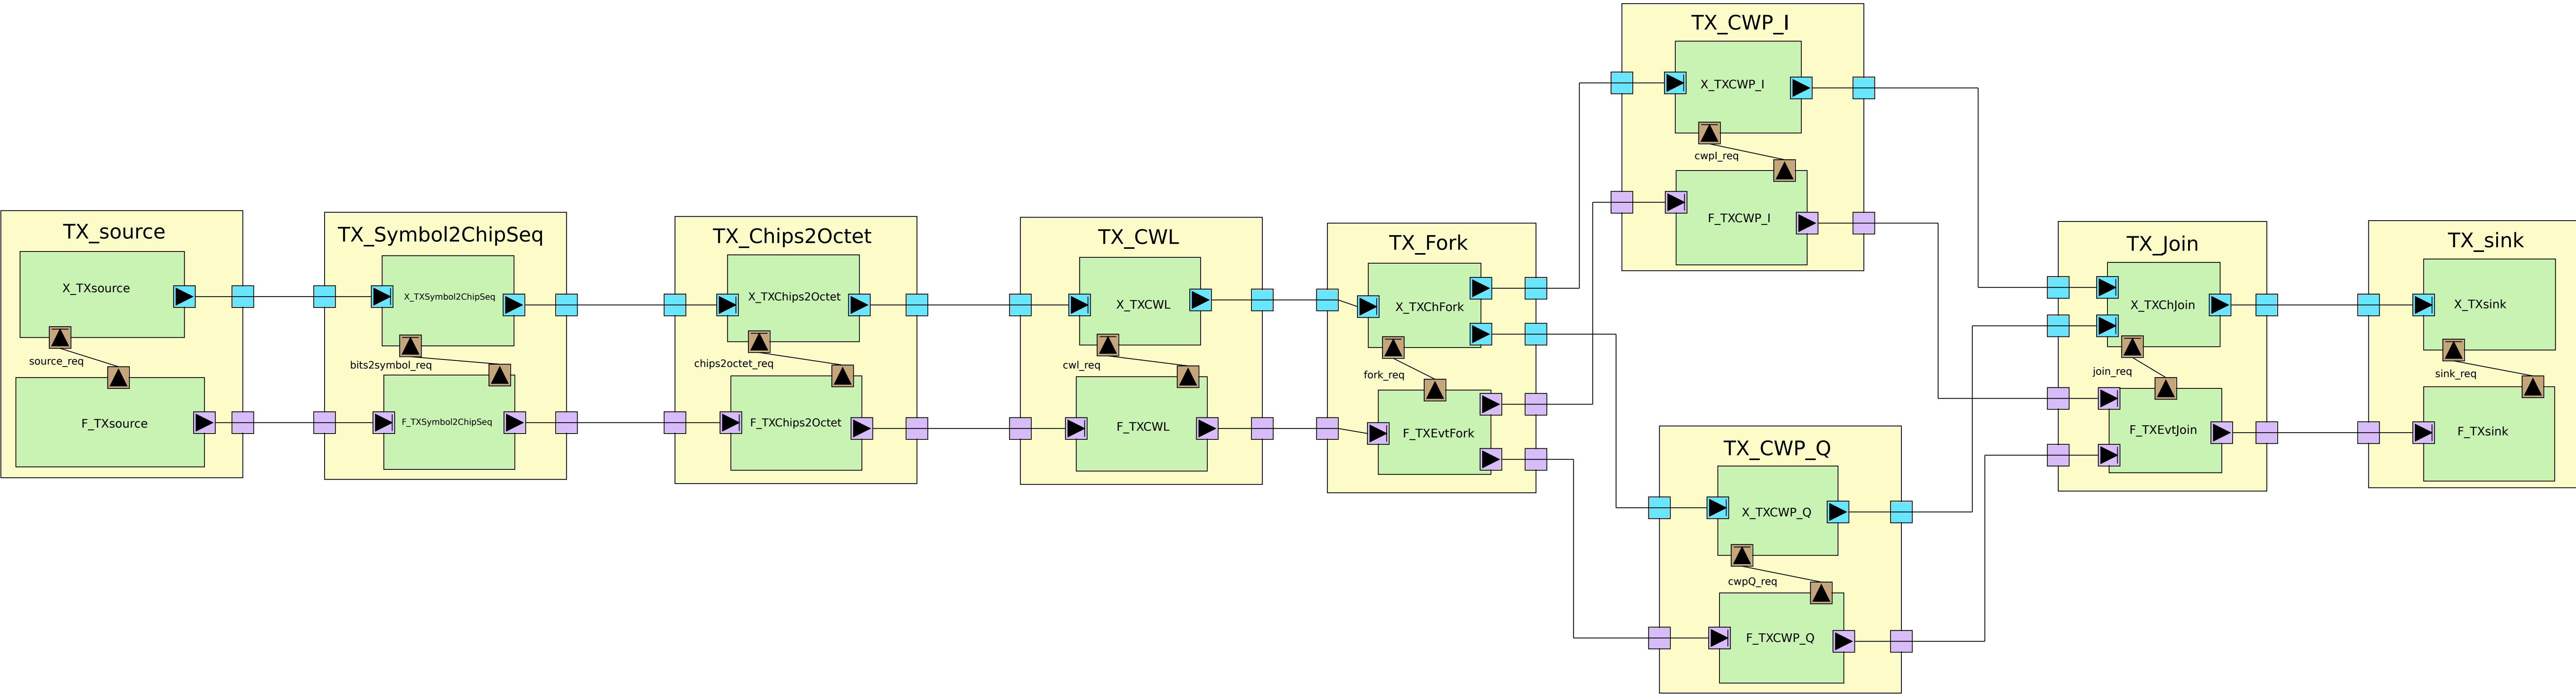 TX_source
X_TXsource
source_req
F_TXsource
TX_Symbol2ChipSeq
X_TXSymbol2ChipSeq
bits2symbol_req
F_TXSymbol2ChipSeq
TX_Chips2Octet
X_TXChips2Octet
chips2octet_req
F_TXChips2Octet
TX_CWL
X_TXCWL
cwl_req
F_TXCWL
TX_Fork
X_TXChFork
fork_req
F_TXEvtFork
TX_CWP_I
X_TXCWP_I
cwpI_req
F_TXCWP_I
TX_CWP_Q
X_TXCWP_Q
cwpQ_req
F_TXCWP_Q
TX_Join
X_TXChJoin
join_req
F_TXEvtJoin
TX_sink
X_TXsink
sink_req
F_TXsink